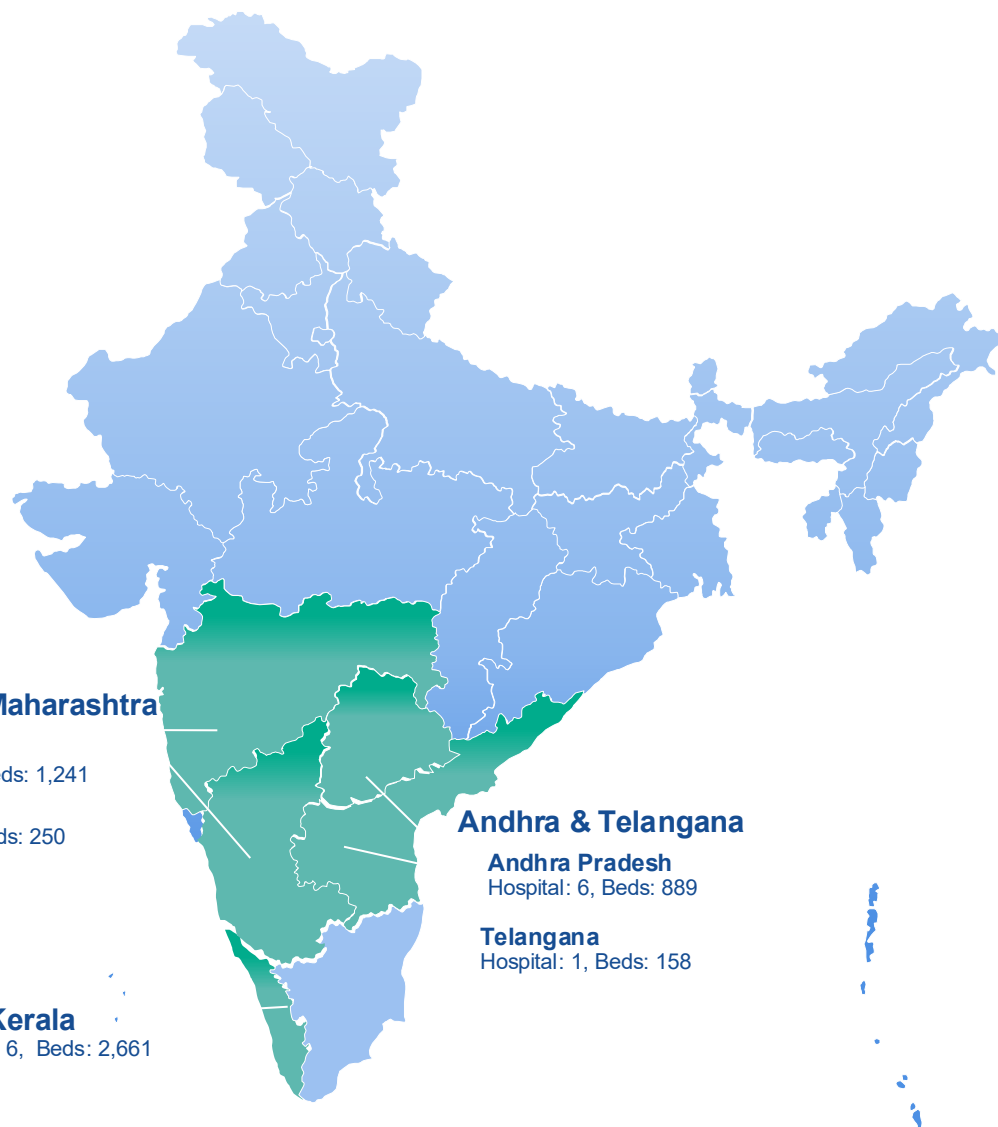 Maharashtra
ds: 1,241
ds: 250
Andhra & Telangana
Andhra Pradesh
Hospital: 6, Beds: 889
Telangana
Hospital: 1, Beds: 158
Kerala
6, Beds: 2,661